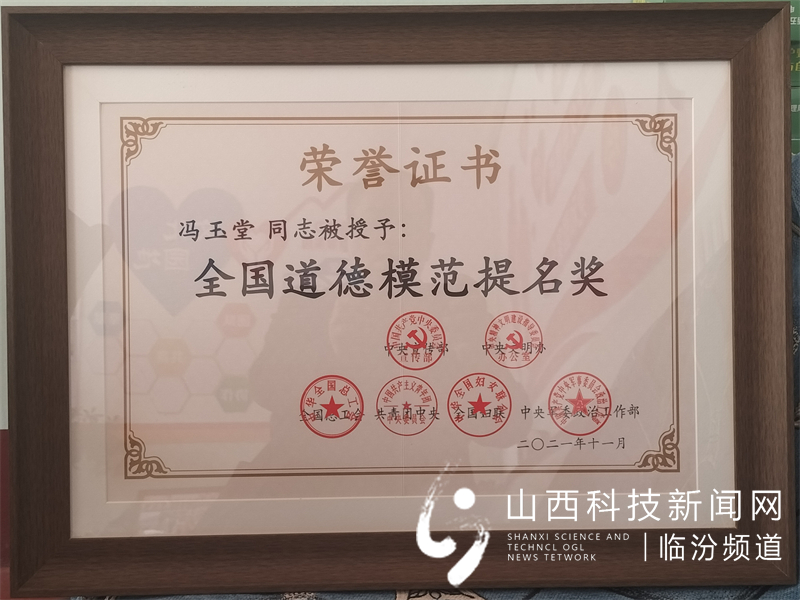 荣誉证书
冯玉堂 同志被授予：
全国道德模范提名奖
中央宣传部 中央文明办
全国总工会 共青团中央 全国妇联 中央军委政治工作部
二〇二一年十一月
山西科技新闻网
SHANXI SCIENCE AND
TECHNCL OGL
NEWS TETWORK
临汾频道